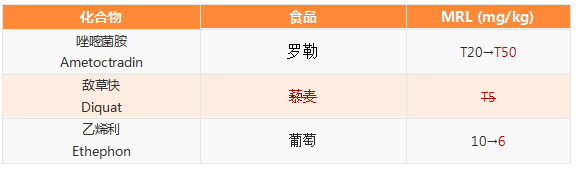 化合物 食品 MRL (mg/kg)
唑嘧菌胺
Ametoctradin
罗勒 T20→T50
敌草快
Diquat
藜麦 T5
乙烯利
Ethephon
葡萄 10→6